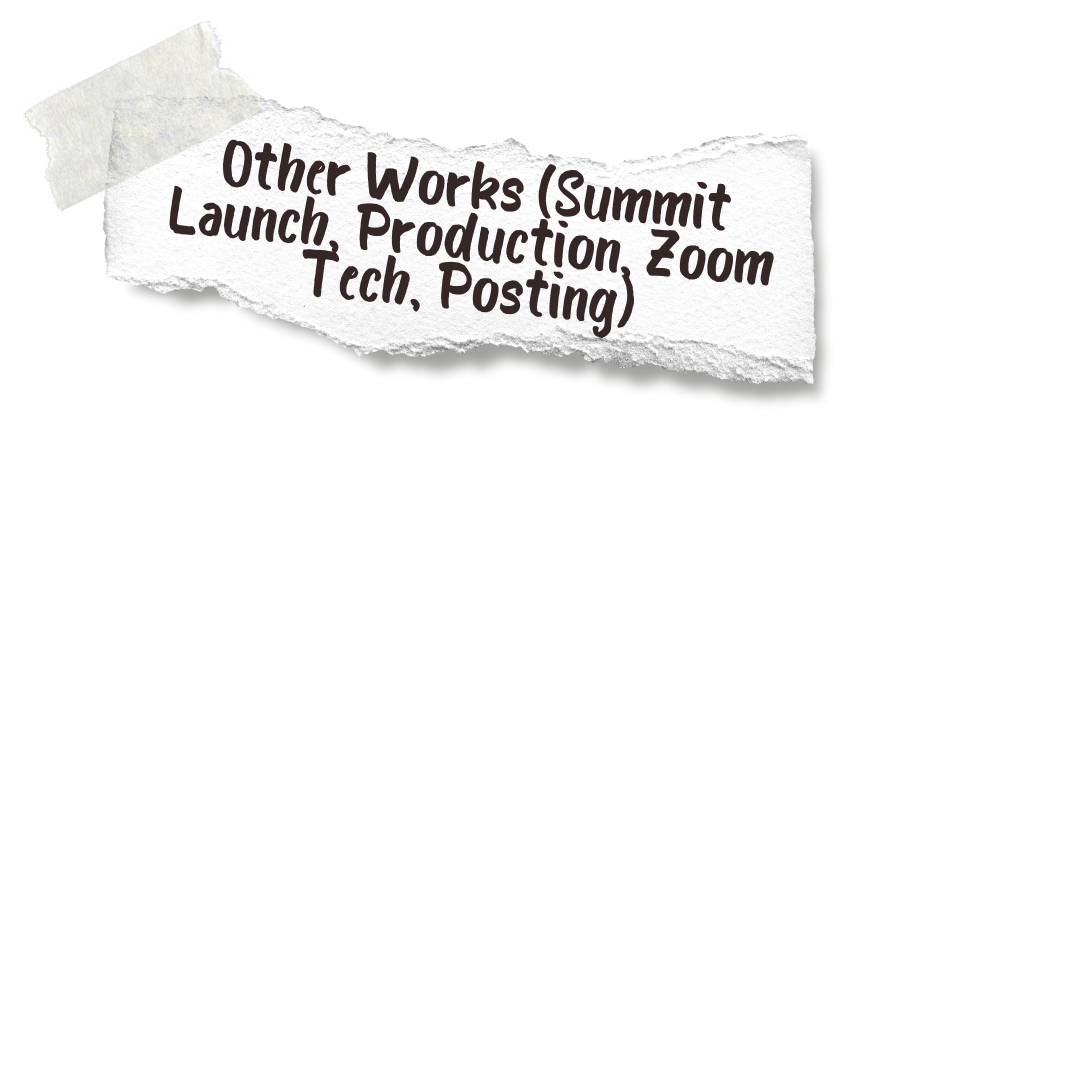 Other Works (Summit
Launch, Production, Zoom
Tech, Posting)